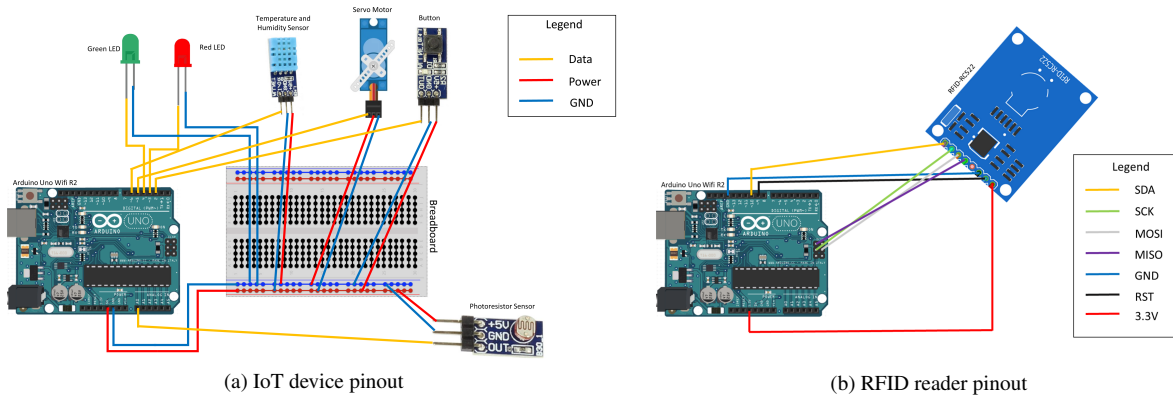 Temperature and
Humidity Sensor
Servo Motor
Button
Green LED
Red LED
Legend
Data
Power
GND
Arduino Uno Wifi R2
UNO
ARDUINO
Breadboard
Photoresistor Sensor
+5V
GND
OUT
(a) IoT device pinout
RFID-RC522
RFID-RC522
Arduino Uno Wifi R2
UNO
ARDUINO
Legend
SDA
SCK
MOSI
MISO
GND
RST
3.3V
(b) RFID reader pinout